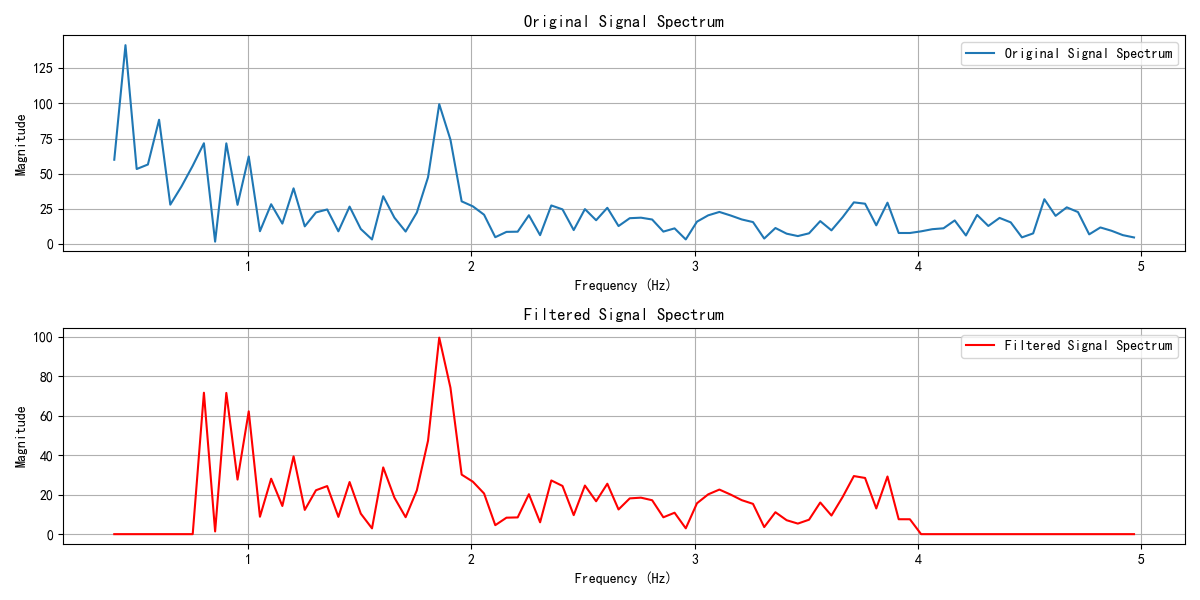 Original Signal Spectrum
Original Signal Spectrum
Magnitude
125
100
75
50
25
0
1 2 3 4 5
Frequency (Hz)
Filtered Signal Spectrum
Filtered Signal Spectrum
Magnitude
100
80
60
40
20
0
1 2 3 4 5
Frequency (Hz)